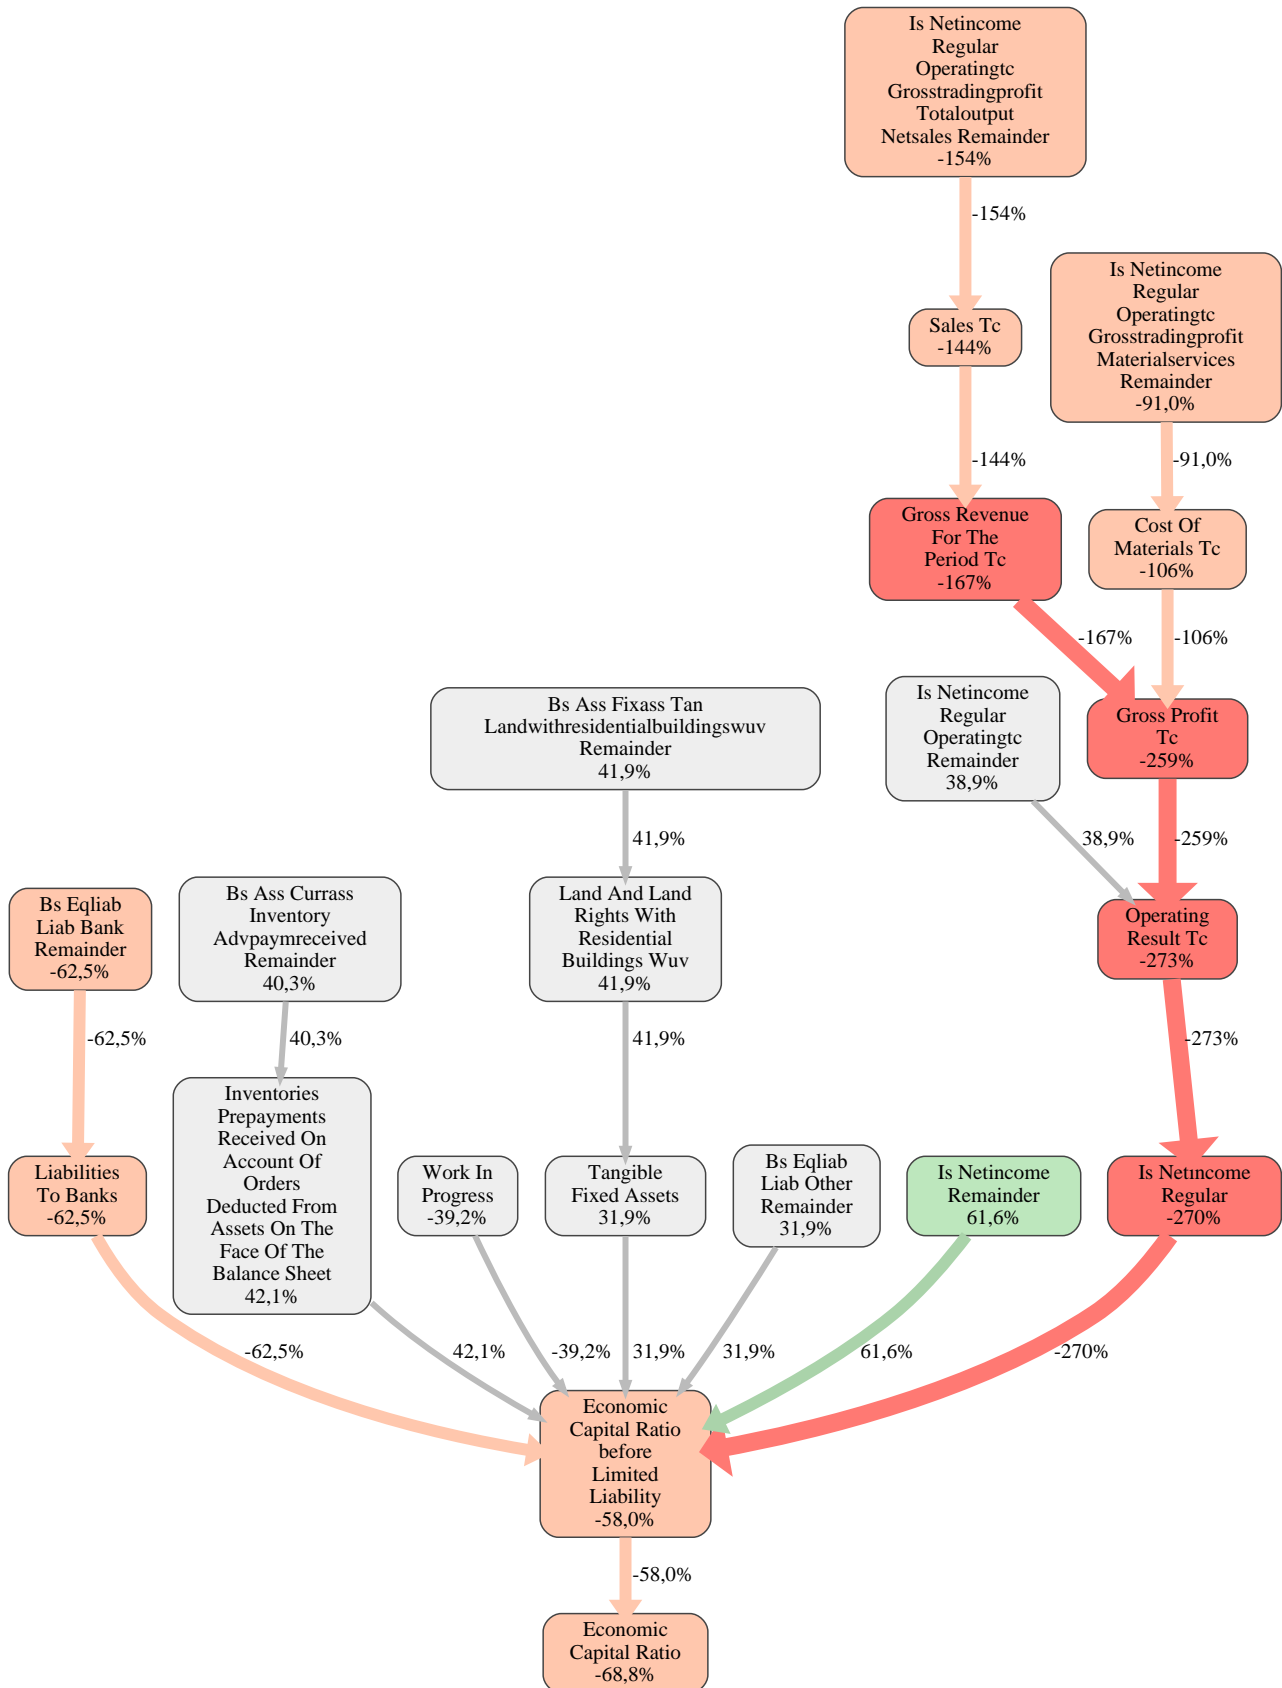 Is Netincome
Regular
Operatingtc
Grosstradingprofit
Totaloutput
Netsales Remainder
-154%
-154%
Is Netincome
Regular
Operatingtc
Grosstradingprofit
Materialservices
Remainder
-91,0%
Sales Tc
-144%
-144%
-91,0%
Gross Revenue
For The
Period Tc
-167%
Cost Of
Materials Tc
-106%
-167%
-106%
Bs Ass Fixass Tan
Landwithresidentialbuildingswuv
Remainder
41,9%
Is Netincome
Regular
Operatingtc
Remainder
38,9%
Gross Profit
Tc
-259%
41,9%
38,9%
-259%
Bs Eqliab
Liab Bank
Remainder
-62,5%
Bs Ass Currass
Inventory
Advpaymreceived
Remainder
40,3%
Land And Land
Rights With
Residential
Buildings Wuv
41,9%
Operating
Result Tc
-273%
-62,5%
40,3%
41,9%
-273%
Liabilities
To Banks
-62,5%
Inventories
Prepayments
Received On
Account Of
Orders
Deducted From
Assets On The
Face Of The
Balance Sheet
42,1%
Work In
Progress
-39,2%
Tangible
Fixed Assets
31,9%
Bs Eqliab
Liab Other
Remainder
31,9%
Is Netincome
Remainder
61,6%
Is Netincome
Regular
-270%
-62,5%
42,1%
-39,2%
31,9%
31,9%
61,6%
-270%
Economic
Capital Ratio
before
Limited
Liability
-58,0%
-58,0%
Economic
Capital Ratio
-68,8%